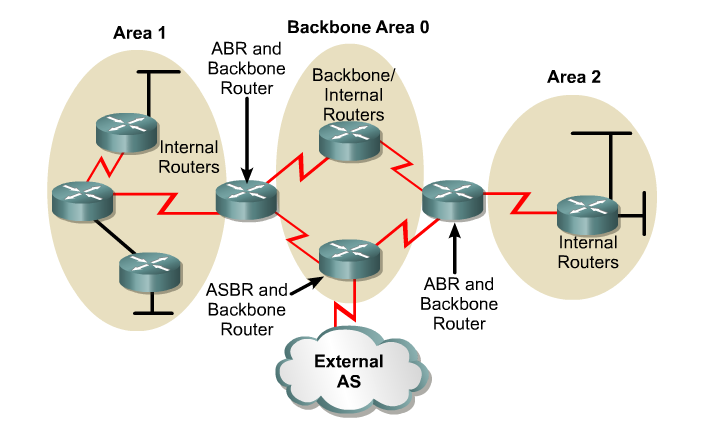 Area 1
ABR and
Backbone
Router
Backbone Area 0
Backbone/
Internal
Routers
Area 2
Internal
Routers
Internal
Routers
ASBR and
Backbone
Router
ABR and
Backbone
Router
External
AS